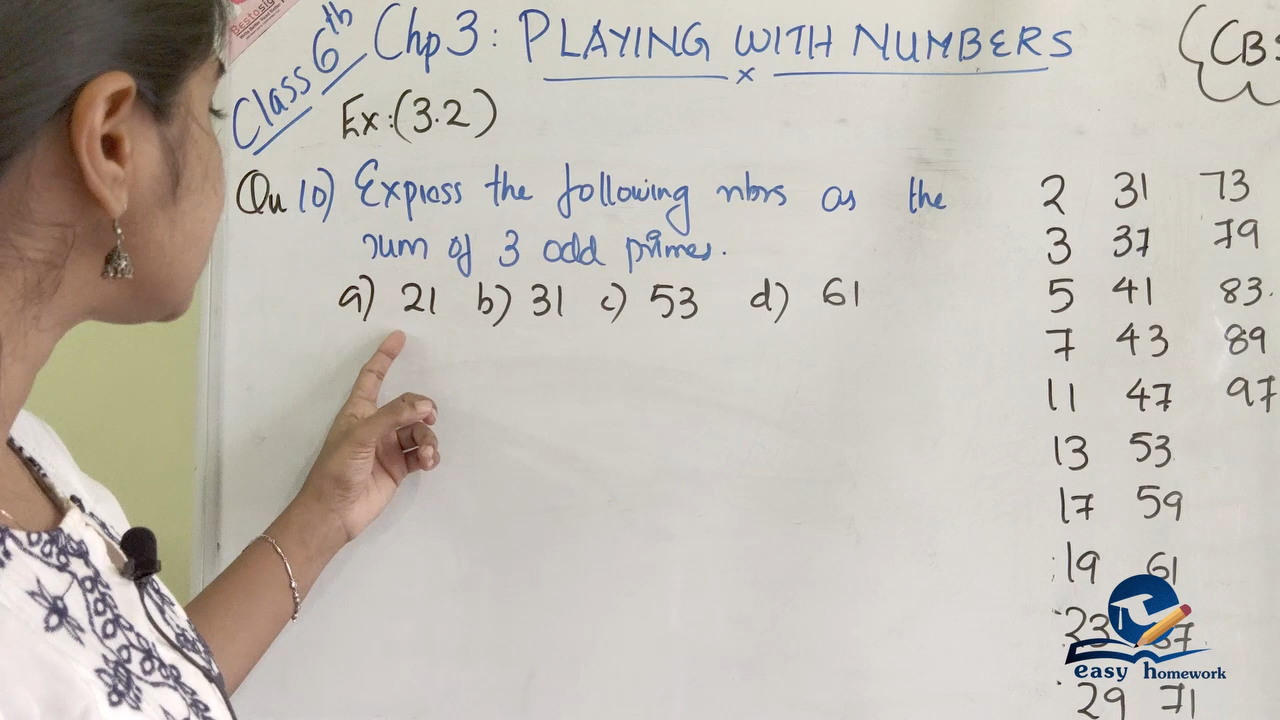 Class 6th Chp 3: PLAYING WITH NUMBERS
Ex:(3.2)
Qu 10) Express the following nbrs as the
sum of 3 odd primes.
a) 21 b) 31 c) 53 d) 61
2 31 73
3 37 79
5 41 83
7 43 89
11 47 97
13 53
17 59
19 61
23 67
29 71
easy homework